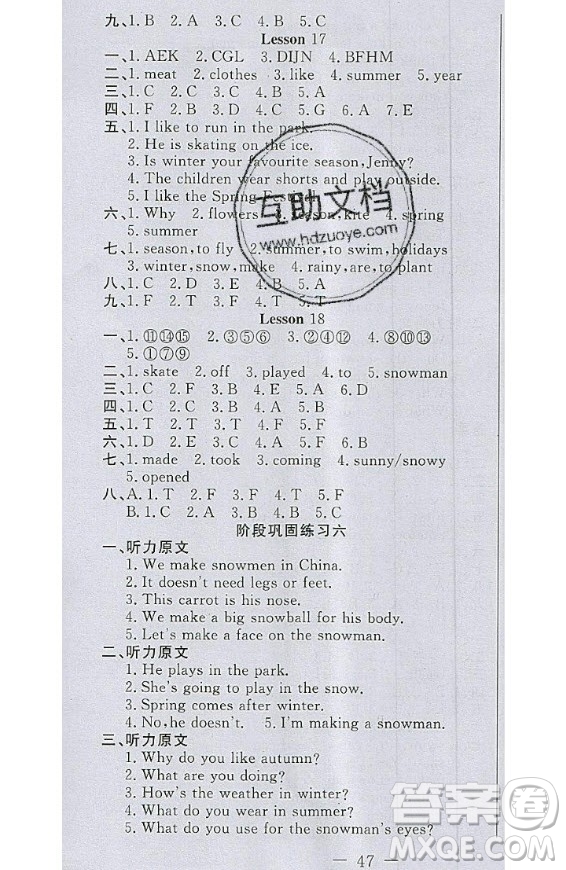 九、1. B 2. A 3. C 4. B 5. C
Lesson 17
一、1. AEK 2. CGL 3. DIJN 4. BFHM
二、1. meat 2. clothes 3. like 4. summer 5. year
三、1. C 2. C 3. C 4. B 5. A
四、1. F 2. B 3. D 4. C 5. G 6. A 7. E
五、1. I like to run in the park.
2. He is skating on the ice.
3. Is winter your favourite season, Jenny?
4. The children wear shorts and play outside.
5. I like the Spring Festival.
六、1. Why 2. flowers 3. season, kite 4. spring
5. summer
七、1. season, to fly 2. summer, to swim, holidays
3. winter, snow, make 4. rainy, are, to plant
八、1. C 2. C 3. A 4. B 5. A
九、1. F 2. T 3. F 4. T 5. T
Lesson 18
一、1. ⑪⑭⑮ 2. ③⑤⑥ 3. ②④⑫ 4. ⑧⑩⑬
5. ①⑦⑨
二、1. skate 2. off 3. played 4. to 5. snowman
三、1. C 2. F 3. B 4. E 5. A 6. D
四、1. C 2. C 3. A 4. A 5. B
五、1. T 2. T 3. F 4. F 5. T
六、1. D 2. E 3. A 4. C 5. F 6. B
七、1. made 2. took 3. coming 4. sunny/snowy
5. opened
八、A. 1. T 2. F 3. F 4. T 5. F
B. 1. C 2. A 3. B 4. C 5. A
阶段巩固练习六
一、听力原文
1. We make snowmen in China.
2. It doesn't need legs or feet.
3. This carrot is his nose.
4. We make a big snowball for his body.
5. Let's make a face on the snowman.
二、听力原文
1. He plays in the park.
2. She's going to play in the snow.
3. Spring comes after winter.
4. No, he doesn't. 5. I'm making a snowman.
三、听力原文
1. Why do you like autumn?
2. What are you doing?
3. How's the weather in winter?
4. What do you wear in summer?
5. What do you use for the snowman's eyes?
— 47 —
互助文档
www.hdzuoye.com
答案圈
MXQE.COM